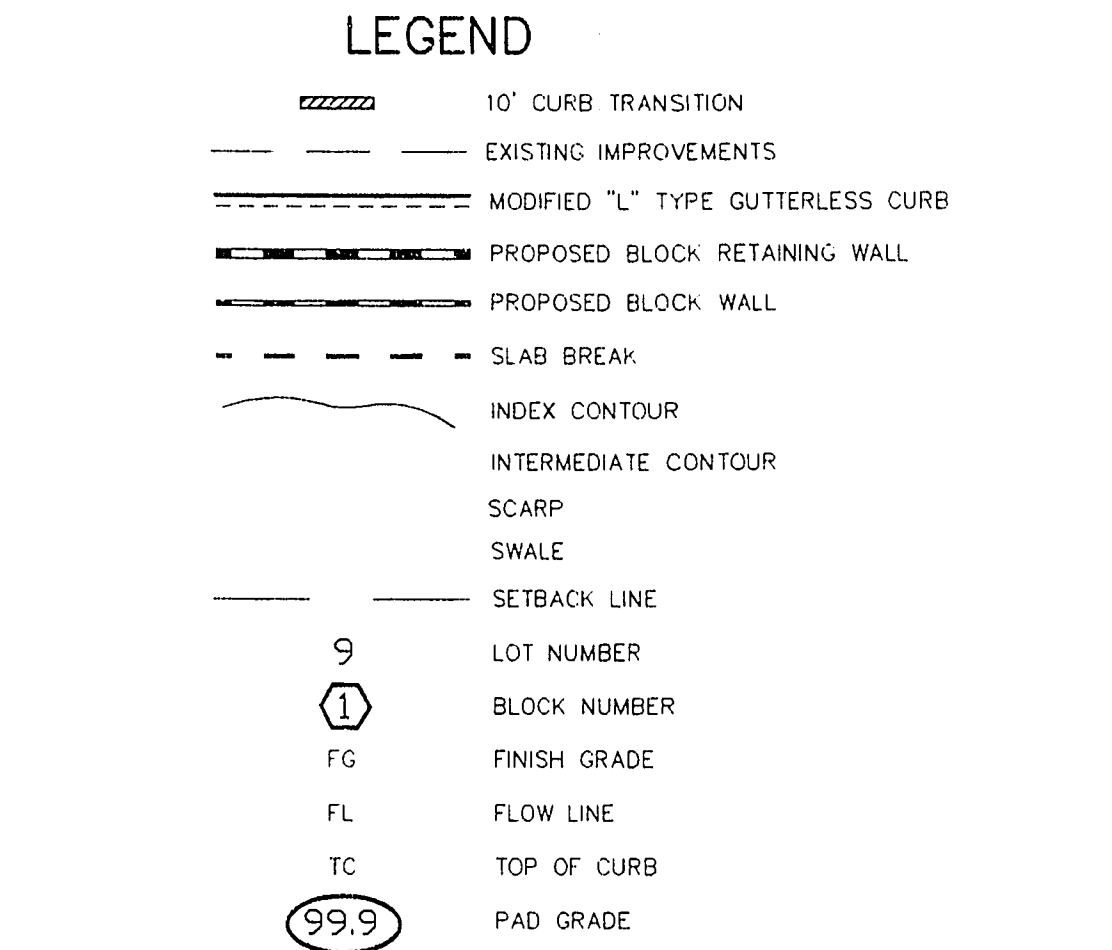 LEGEND
10' CURB TRANSITION
EXISTING IMPROVEMENTS
MODIFIED "L" TYPE GUTTERLESS CURB
PROPOSED BLOCK RETAINING WALL
PROPOSED BLOCK WALL
SLAB BREAK
INDEX CONTOUR
INTERMEDIATE CONTOUR
SCARP
SWALE
SETBACK LINE
9 LOT NUMBER
1 BLOCK NUMBER
FG FINISH GRADE
FL FLOW LINE
TC TOP OF CURB
99.9 PAD GRADE